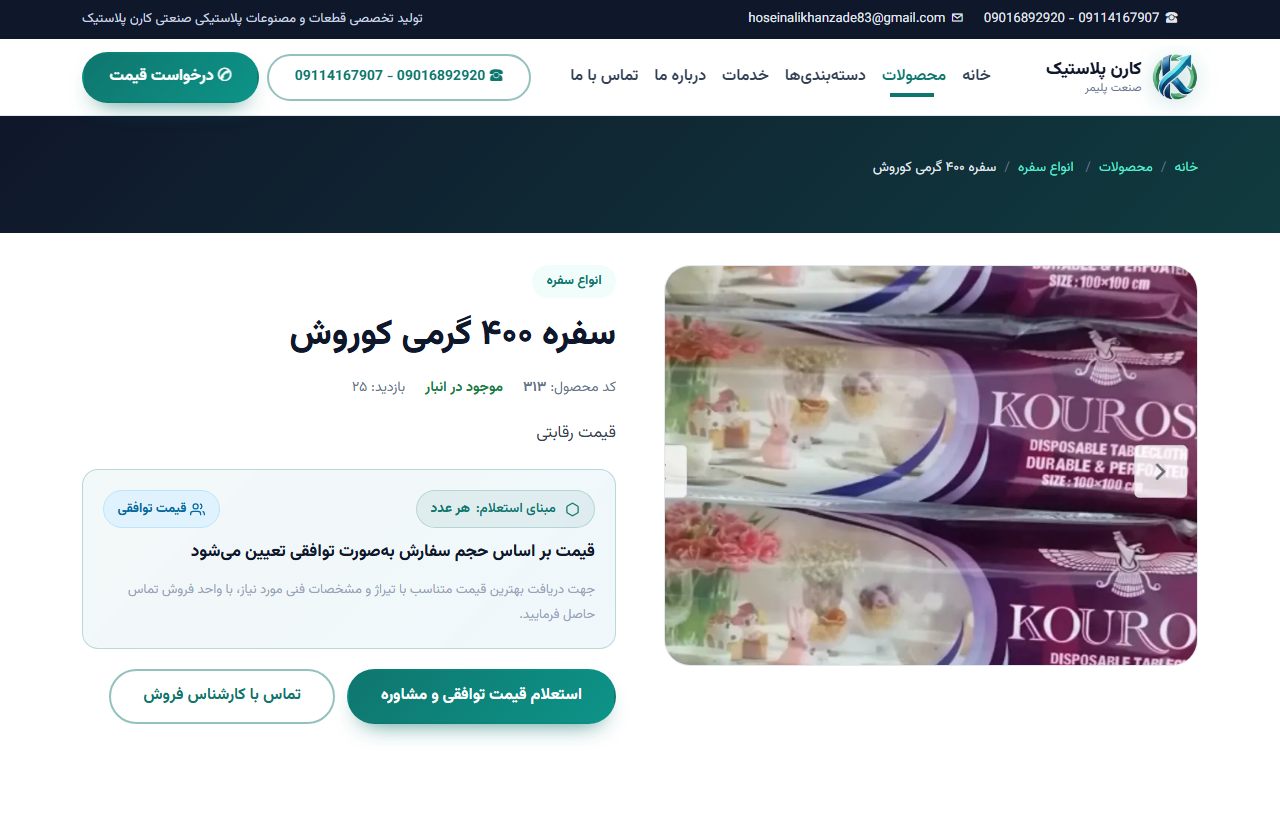 09114167907 - 09016892920
hoseinalikhanzade83@gmail.com
تولید تخصصی قطعات و مصنوعات پلاستیکی صنعتی کارن پلاستیک
کارن پلاستیک
صنعت پلیمر
خانه
محصولات
دسته‌بندی‌ها
خدمات
درباره ما
تماس با ما
09016892920 - 09114167907
درخواست قیمت
خانه / محصولات / انواع سفره / سفره ۴۰۰ گرمی کوروش
انواع سفره
سفره ۴۰۰ گرمی کوروش
کد محصول: ۳۱۳
موجود در انبار
بازدید: ۲۵
قیمت رقابتی
مبنای استعلام: هر عدد
قیمت توافقی
قیمت بر اساس حجم سفارش به‌صورت توافقی تعیین می‌شود
جهت دریافت بهترین قیمت متناسب با تیراژ و مشخصات فنی مورد نیاز، با واحد فروش تماس
حاصل فرمایید.
استعلام قیمت توافقی و مشاوره
تماس با کارشناس فروش
DURABLE & PERFORATED
SIZE : 100×100 cm
KOUROS
DISPOSABLE TABLECLOTH
DURABLE & PERFORATED
SIZE : 100×100 cm
KOURO
DISPOSABLE TABLEC